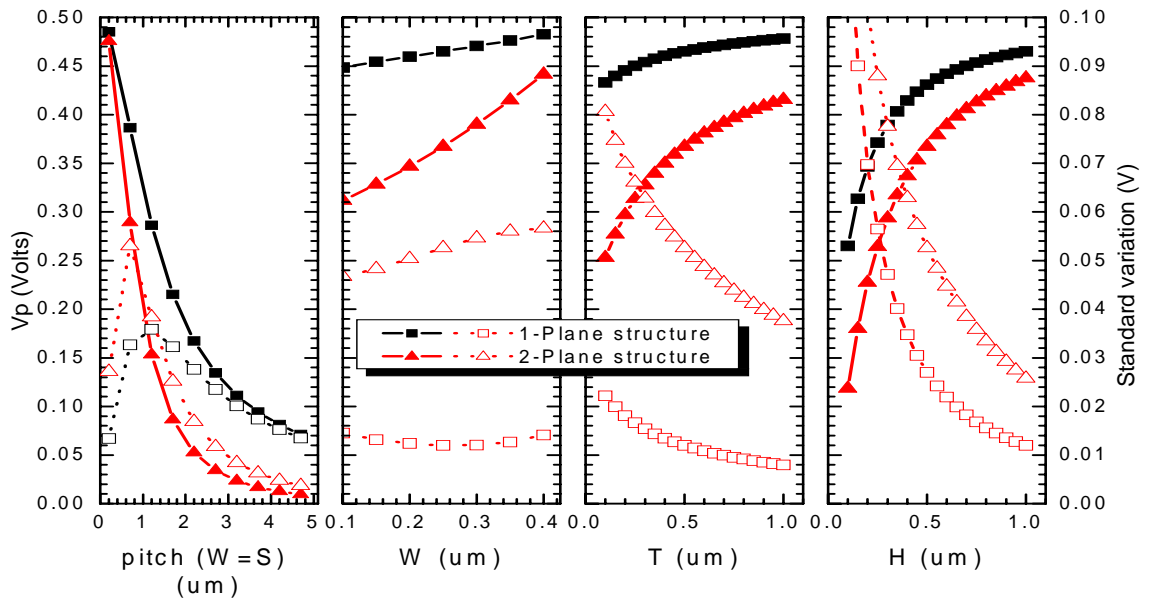 0.50
0.45
0.40
0.35
0.30
0.25
0.20
0.15
0.10
0.05
0.00
Vp (Volts)
0.10
0.09
0.08
0.07
0.06
0.05
0.04
0.03
0.02
0.01
0.00
Standard variation (V)
1-Plane structure
2-Plane structure
0 1 2 3 4 5
0.1 0.2 0.3 0.4
0.5 1.0
0.5 1.0
pitch (W=S)
(um)
W (um)
T (um)
H (um)